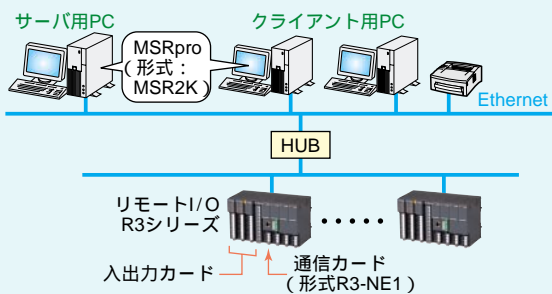 サーバ用PC
クライアント用PC
MSRpro
（形式：
MSR2K）
Ethernet
HUB
リモートI/O
R3シリーズ
入出力カード
通信カード
（形式R3-NE1）